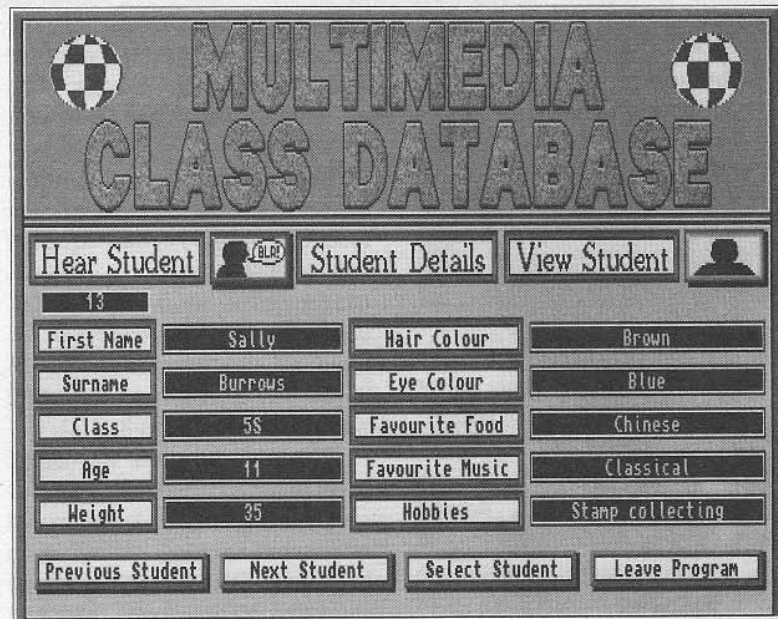 MULTIMEDIA
CLASS DATABASE
Hear Student
BLA!
Student Details
View Student
13
First Name Sally Hair Colour Brown
Surname Burrows Eye Colour Blue
Class 5S Favourite Food Chinese
Age 11 Favourite Music Classical
Weight 35 Hobbies Stamp collecting
Previous Student Next Student Select Student Leave Program